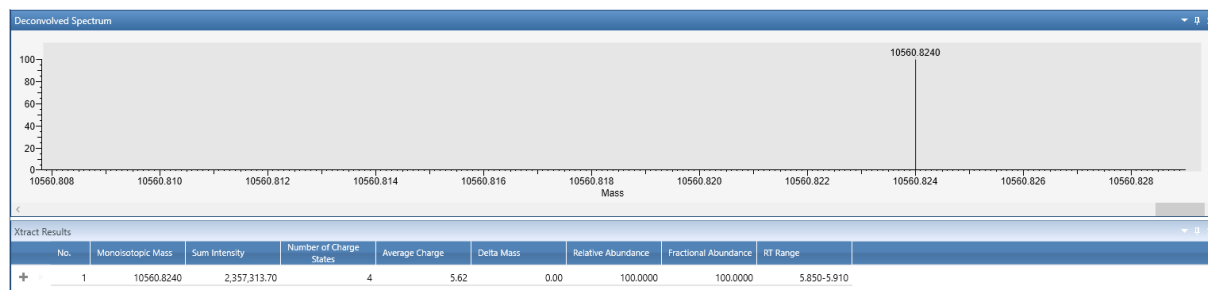 Deconvolved Spectrum
10560.8240
100
80
60
40
20
0
10560.808 10560.810 10560.812 10560.814 10560.816 10560.818 10560.820 10560.822 10560.824 10560.826 10560.828
Mass
Xtract Results
No. Monoisotopic Mass Sum Intensity Number of Charge States Average Charge Delta Mass Relative Abundance Fractional Abundance RT Range
1 10560.8240 2,357,313.70 4 5.62 0.00 100.0000 100.0000 5.850-5.910